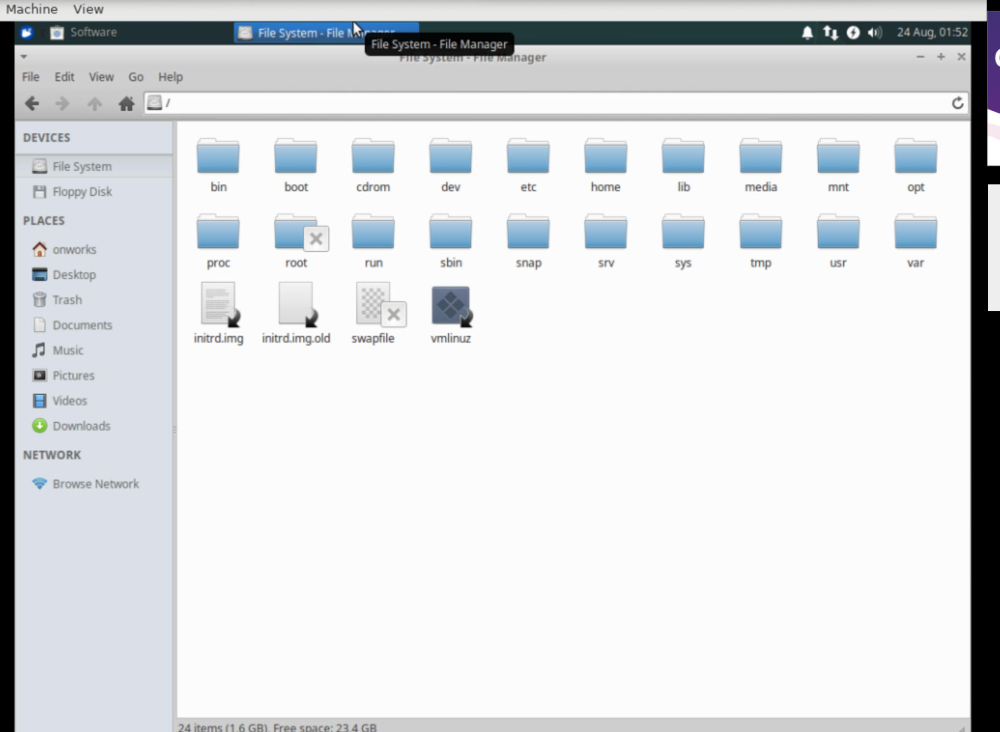 Machine View
Software
File System - File Manager
24 Aug, 01:52
File System - File Manager
File System - File Manager
File Edit View Go Help
/
DEVICES
File System
Floppy Disk
PLACES
onworks
Desktop
Trash
Documents
Music
Pictures
Videos
Downloads
NETWORK
Browse Network
bin boot cdrom dev etc home lib media mnt opt
proc root run sbin snap srv sys tmp usr var
initrd.img initrd.img.old swapfile vmlinuz
24 items (1.6 GB), Free space: 23.4 GB